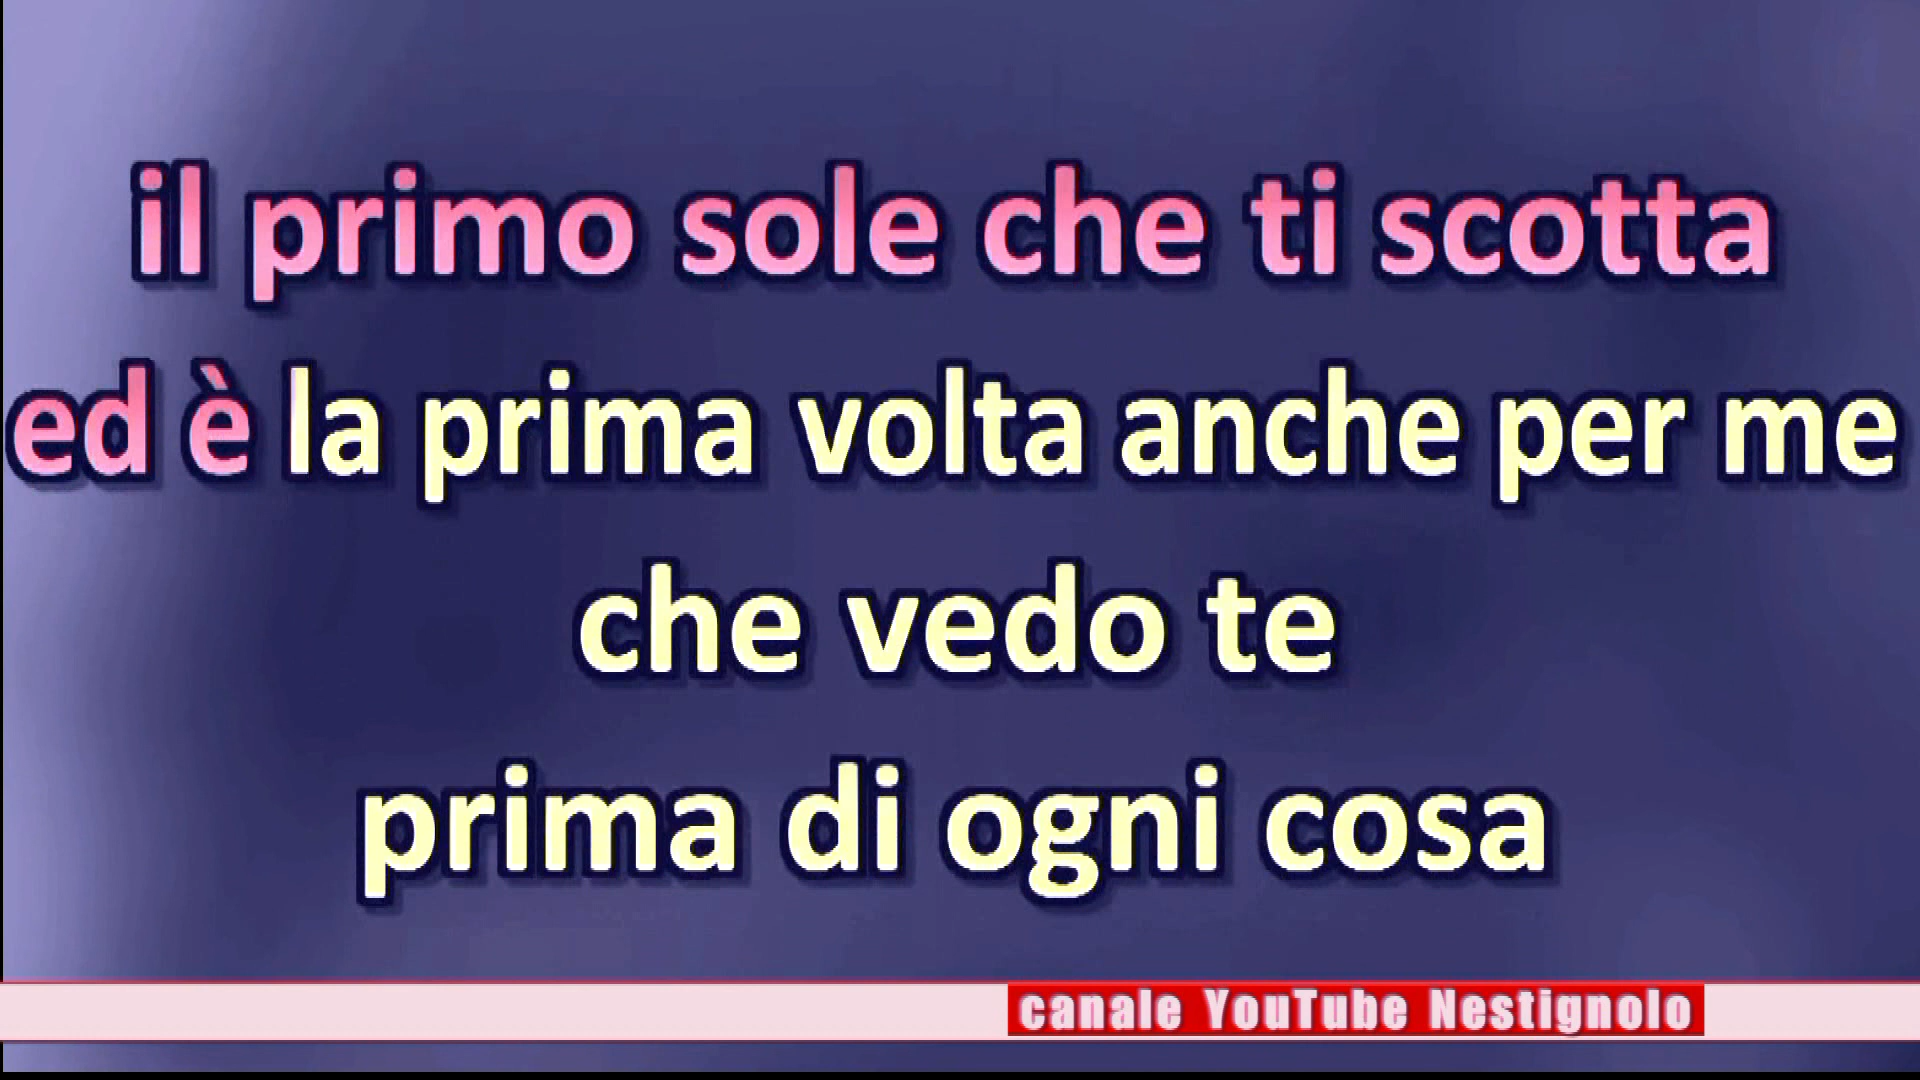 il primo sole che ti scotta
ed è la prima volta anche per me
che vedo te
prima di ogni cosa
canale YouTube Nestignolo